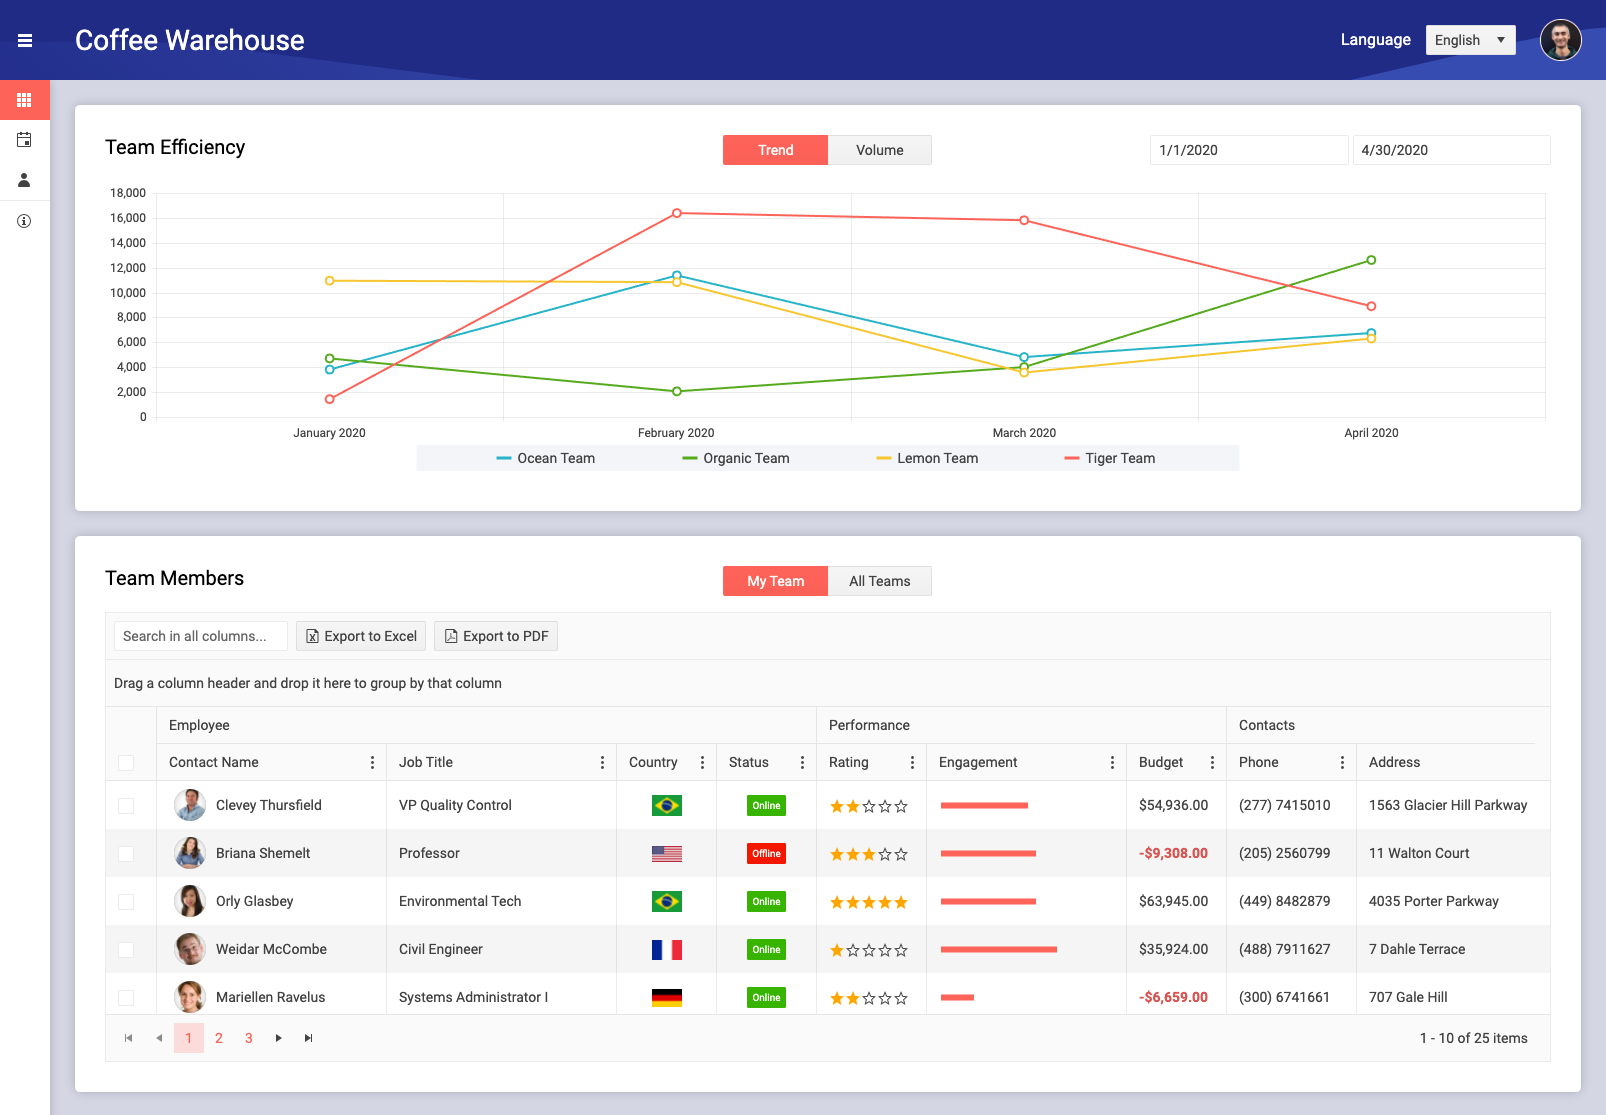 Coffee Warehouse
Language English
Team Efficiency
Trend Volume
1/1/2020 4/30/2020
18,000
16,000
14,000
12,000
10,000
8,000
6,000
4,000
2,000
0
January 2020 February 2020 March 2020 April 2020
Ocean Team Organic Team Lemon Team Tiger Team
Team Members
My Team All Teams
Search in all columns... Export to Excel Export to PDF
Drag a column header and drop it here to group by that column
Employee Performance Contacts
Contact Name Job Title Country Status Rating Engagement Budget Phone Address
Clevey Thursfield VP Quality Control Online $54,936.00 (277) 7415010 1563 Glacier Hill Parkway
Briana Shemelt Professor Offline -$9,308.00 (205) 2560799 11 Walton Court
Orly Glasbey Environmental Tech Online $63,945.00 (449) 8482879 4035 Porter Parkway
Weidar McCombe Civil Engineer Online $35,924.00 (488) 7911627 7 Dahle Terrace
Mariellen Ravelus Systems Administrator I Online -$6,659.00 (300) 6741661 707 Gale Hill
1 2 3 1 - 10 of 25 items